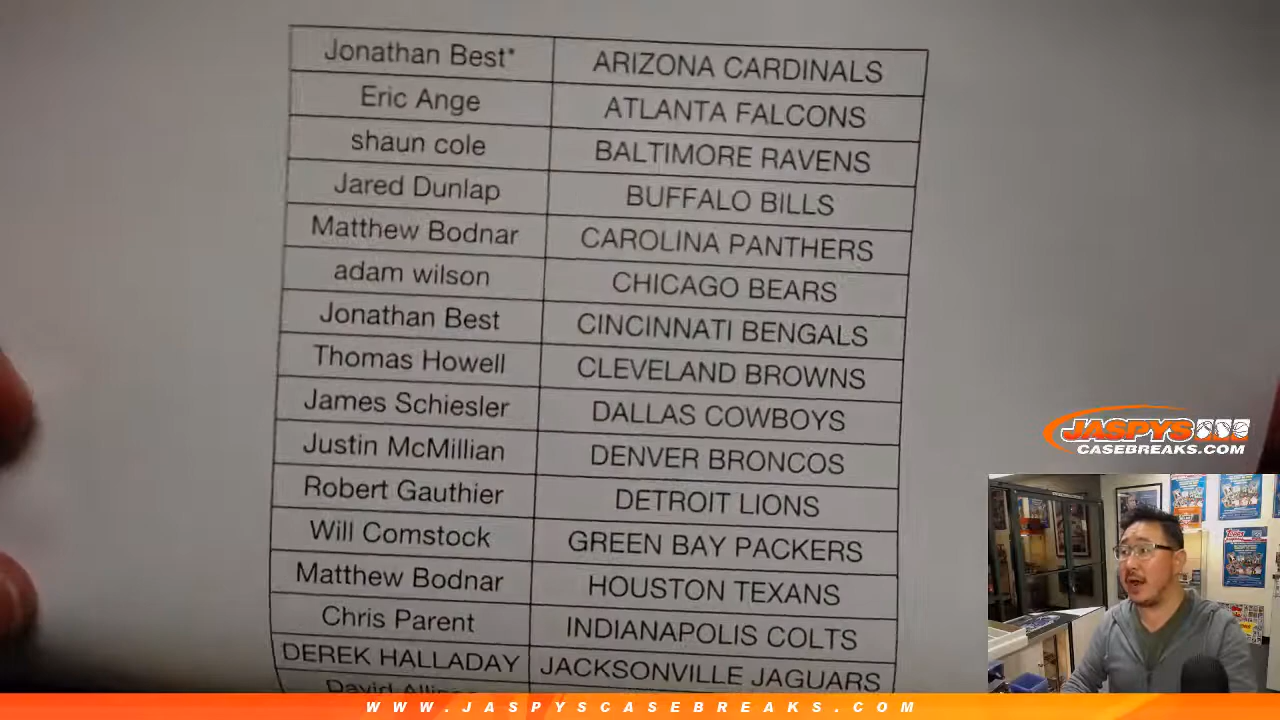 Jonathan Best* ARIZONA CARDINALS
Eric Ange ATLANTA FALCONS
shaun cole BALTIMORE RAVENS
Jared Dunlap BUFFALO BILLS
Matthew Bodnar CAROLINA PANTHERS
adam wilson CHICAGO BEARS
Jonathan Best CINCINNATI BENGALS
Thomas Howell CLEVELAND BROWNS
James Schiesler DALLAS COWBOYS
Justin McMillian DENVER BRONCOS
Robert Gauthier DETROIT LIONS
Will Comstock GREEN BAY PACKERS
Matthew Bodnar HOUSTON TEXANS
Chris Parent INDIANAPOLIS COLTS
DEREK HALLADAY JACKSONVILLE JAGUARS
David
JASPYS
CASEBREAKS.COM
WWW.JASPYSCASEBREAKS.COM